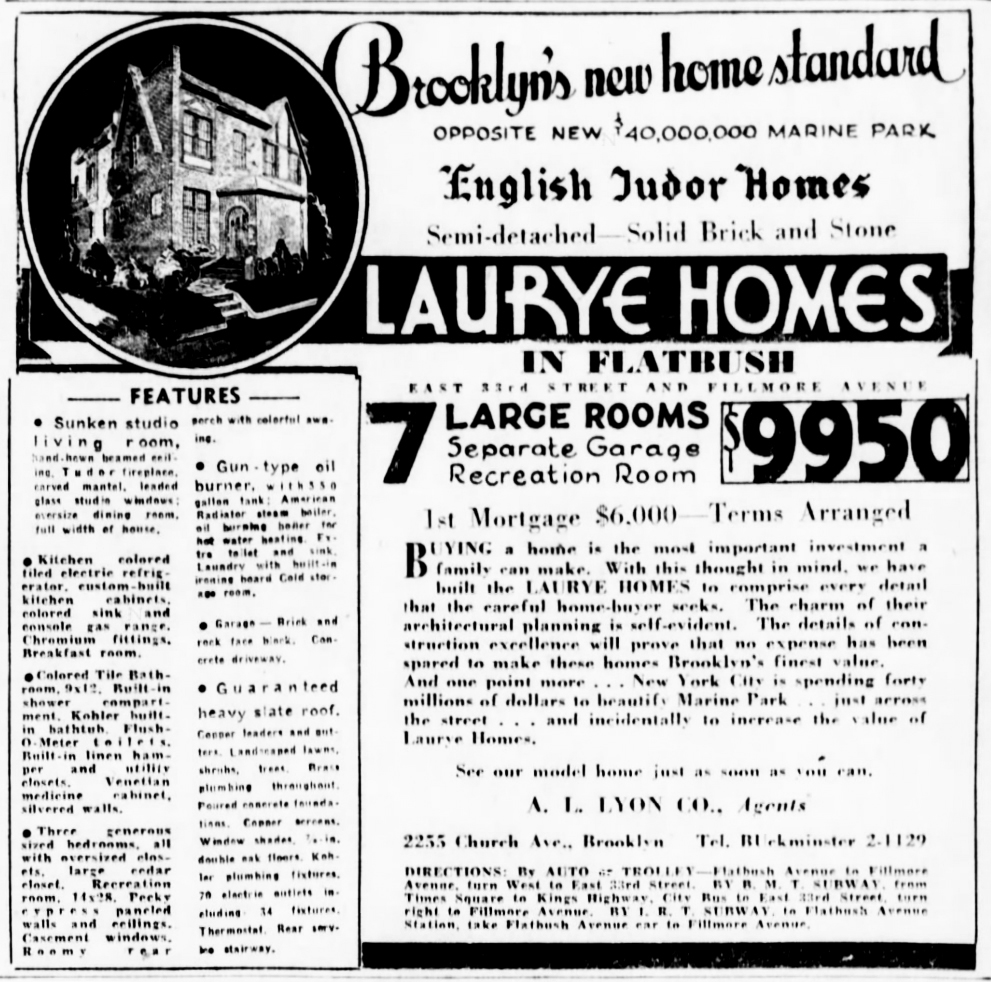 Brooklyn's new home standard
OPPOSITE NEW $40,000,000 MARINE PARK
English Tudor Homes
Semi-detached—Solid Brick and Stone
LAURYE HOMES
IN FLATBUSH
EAST 33rd STREET AND FILLMORE AVENUE
7 LARGE ROOMS
Separate Garage
Recreation Room
$9950
1st Mortgage $6,000—Terms Arranged
BUYING a home is the most important investment a
family can make. With this thought in mind, we have
built the LAURYE HOMES to comprise every detail
that the careful home-buyer seeks. The charm of their
architectural planning is self-evident. The details of con-
struction excellence will prove that no expense has been
spared to make these homes Brooklyn's finest value.
And one point more . . . New York City is spending forty
millions of dollars to beautify Marine Park . . . just across
the street . . . and incidentally to increase the value of
Laurye Homes.
See our model home just as soon as you can.
A. L. LYON CO., Agents
2255 Church Ave., Brooklyn Tel. BUckminster 2-1129
DIRECTIONS: By AUTO or TROLLEY—Flatbush Avenue to Fillmore
Avenue, turn West to East 33rd Street. BY B. M. T. SUBWAY, from
Times Square to Kings Highway, City Bus to East 33rd Street, turn
right to Fillmore Avenue. BY I. R. T. SUBWAY, to Flatbush Avenue
Station, take Flatbush Avenue car to Fillmore Avenue.
FEATURES
• Sunken studio
living room,
hand-hewn beamed ceil-
ing, Tudor fireplace,
carved mantel, leaded
glass studio windows;
oversize dining room,
full width of house.
• Kitchen colored
tiled electric refrig-
erator, custom-built
kitchen cabinets,
colored sink and
console gas range.
Chromium fittings.
Breakfast room.
• Colored Tile Bath-
room, 9x12. Built-in
shower compart-
ment. Kohler built-
in bathtub. Flush-
O-Meter toilets.
Built-in linen ham-
per and utility
closets. Venetian
medicine cabinet,
silvered walls.
• Three generous
sized bedrooms, all
with oversized clos-
ets, large cedar
closet. Recreation
room, 14x28. Pecky
cypress paneled
walls and ceilings.
Casement windows.
Roomy rear
porch with colorful awn-
ing.
• Gun-type oil
burner, with 550
gallon tank; American
Radiator steam boiler,
oil burning boiler for
hot water heating. Ex-
tra toilet and sink.
Laundry with built-in
ironing board Cold stor-
age room.
• Garage — Brick and
rock face block. Con-
crete driveway.
• Guaranteed
heavy slate roof.
Copper leaders and gut-
ters. Landscaped lawns,
shrubs, trees. Brass
plumbing throughout.
Poured concrete founda-
tions. Copper screens.
Window shades,
double oak floors. Koh-
ler plumbing fixtures.
70 electric outlets in-
cluding 34 fixtures.
Thermostat. Rear serv-
ice stairway.